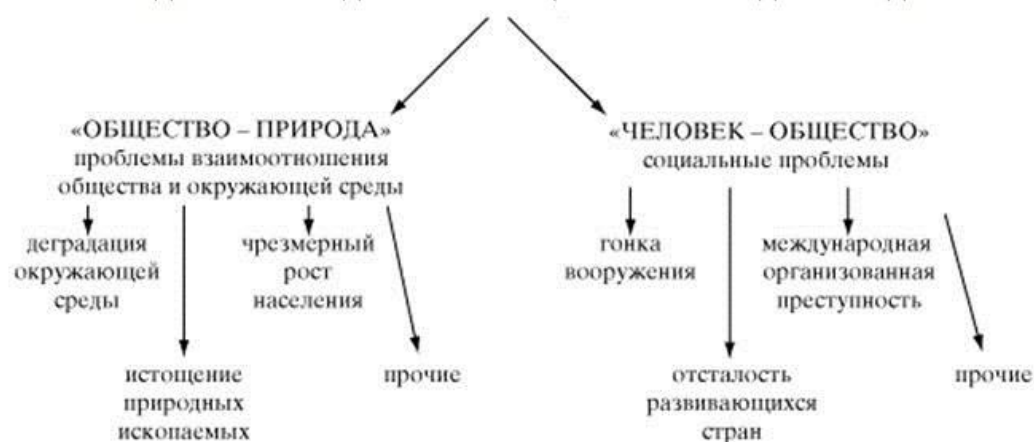 «ОБЩЕСТВО – ПРИРОДА»
проблемы взаимоотношения
общества и окружающей среды
деградация
окружающей
среды
чрезмерный
рост
населения
истощение
природных
ископаемых
прочие
«ЧЕЛОВЕК – ОБЩЕСТВО»
социальные проблемы
гонка
вооружения
международная
организованная
преступность
отсталость
развивающихся
стран
прочие